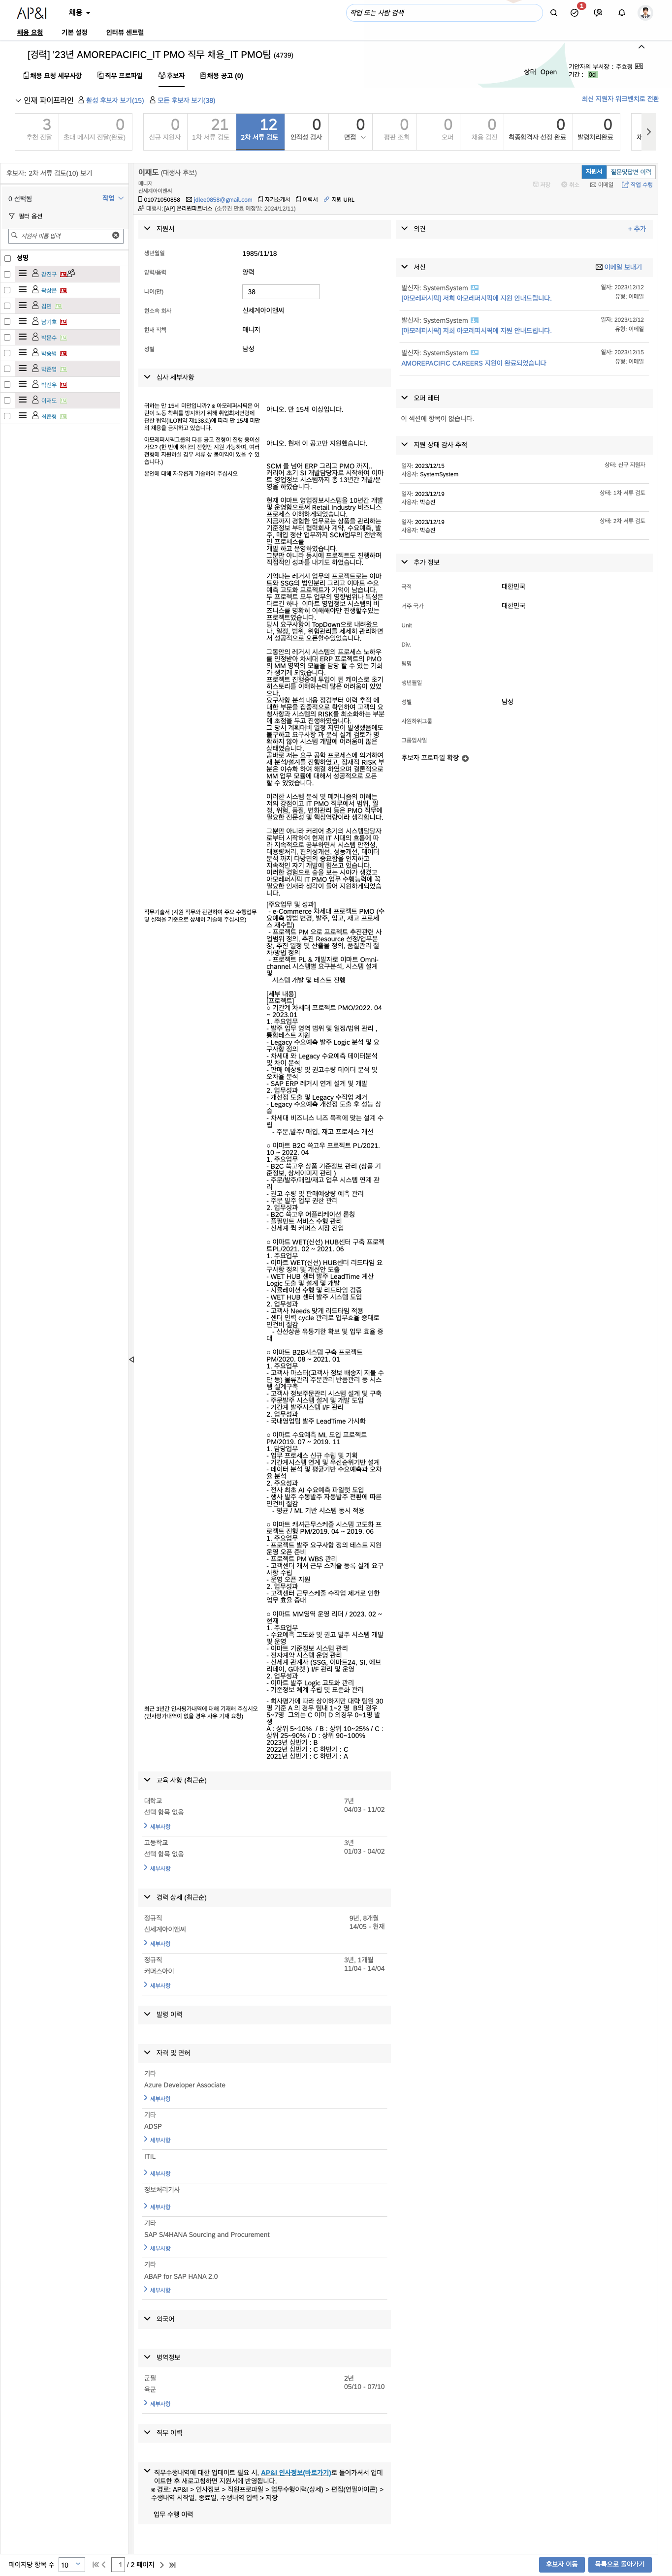 AP&I
채용
작업 또는 사람 검색
1
채용 요청
기본 설정
인터뷰 센트럴
[경력] '23년 AMOREPACIFIC_IT PMO 직무 채용_IT PMO팀 (4739)
채용 요청 세부사항
직무 프로파일
후보자
채용 공고 (0)
상태 Open
기안자의 부서장 : 주효정
기간 : 0d
인재 파이프라인
활성 후보자 보기(15)
모든 후보자 보기(38)
최신 지원자 워크벤치로 전환
3
추천 전달
0
초대 메시지 전달(완료)
0
신규 지원자
21
1차 서류 검토
12
2차 서류 검토
0
인적성 검사
0
면접
0
평판 조회
0
오퍼
0
채용 검진
0
최종합격자 선정 완료
0
발령처리완료
후보자: 2차 서류 검토(10) 보기
0 선택됨
작업
필터 옵션
지원자 이름 입력
성명
김진구
곽상은
김민
남기호
박문수
박승범
박준엽
박진우
이재도
최준형
이재도 (대행사 후보)
매니저
신세계아이앤씨
01071050858
jdlee0858@gmail.com
자기소개서
이력서
지원 URL
대행사: [AP] 온리원파트너스 (소유권 만료 예정일: 2024/12/11)
지원서
질문및답변 이력
저장
취소
이메일
작업 수행
지원서
생년월일
1985/11/18
양력/음력
양력
나이(만)
38
현소속 회사
신세계아이앤씨
현재 직책
매니저
성별
남성
심사 세부사항
귀하는 만 15세 미만입니까? ※ 아모레퍼시픽은 어린이 노동 착취를 방지하기 위해 취업최저연령에 관한 협약(ILO협약 제138호)에 따라 만 15세 미만의 채용을 금지하고 있습니다.
아니오. 만 15세 이상입니다.
아모레퍼시픽그룹의 다른 공고 전형이 진행 중이신가요? (한 번에 하나의 전형만 지원 가능하며, 여러 전형에 지원하실 경우 서류 상 불이익이 있을 수 있습니다.)
아니오. 현재 이 공고만 지원했습니다.
본인에 대해 자유롭게 기술하여 주십시오
SCM 을 넘어 ERP 그리고 PMO 까지..
커리어 초기 SI 개발담당자로 시작하여 이마트 영업정보 시스템까지 총 13년간 개발/운영을 하였습니다.
현재 이마트 영업정보시스템을 10년간 개발 및 운영함으로써 Retail Industry 비즈니스 프로세스 이해하게되었습니다.
지금까지 경험한 업무로는 상품을 관리하는 기준정보 부터 협력회사 계약, 수요예측, 발주, 매입 정산 업무까지 SCM업무의 전반적인 프로세스를
개발 하고 운영하였습니다.
그뿐만 아니라 동시에 프로젝트도 진행하며 직접적인 성과를 내기도 하였습니다.
기억나는 레거시 업무의 프로젝트로는 이마트와 SSG의 법인분리 그리고 이마트 수요예측 고도화 프로젝트가 기억이 남습니다.
두 프로젝트 모두 업무의 영향범위나 특성은 다르긴 하나 이마트 영업정보 시스템의 비즈니스를 명확히 이해해야만 진행할수있는 프로젝트였습니다.
당시 요구사항이 TopDown으로 내려왔으나, 일정, 범위, 위험관리를 세세히 관리하면서 성공적으로 오픈할수있었습니다.
그동안의 레거시 시스템의 프로세스 노하우를 인정받아 차세대 ERP 프로젝트의 PMO의 MM 영역의 모듈을 담당 할 수 있는 기회가 생기게 되었습니다.
프로젝트 진행중에 투입이 된 케이스로 초기 히스토리를 이해하는데 많은 어려움이 있었으나,
요구사항 분석 내용 점검부터 이력 추적 에 대한 부문을 집중적으로 확인하여 고객의 요청사항과 시스템의 RISK를 최소화하는 부분에 초점을 두고 진행하였습니다.
그 당시 계획대비 일정 지연이 발생했음에도 불구하고 요구사항 과 분석 설계 검토가 명확하지 않아 시스템 개발에 어려움이 많은 상태였습니다.
곧바로 저는 요구 공학 프로세스에 의거하여 재 분석/설계를 진행하였고, 잠재적 RISK 부분은 이슈화 하여 해결 하였으며 결론적으로 MM 업무 모듈에 대해서 성공적으로 오픈 할 수 있었습니다.
이러한 시스템 분석 및 메커니즘의 이해는 저의 강점이고 IT PMO 직무에서 범위, 일정, 위험, 품질, 변화관리 등은 PMO 직무에 필요한 전문성 및 핵심역량이라 생각합니다.
그뿐만 아니라 커리어 초기의 시스템담당자로부터 시작하여 현재 IT 시대의 흐름에 따라 지속적으로 공부하면서 시스템 안전성, 대용량처리, 편의성개선, 성능개선, 데이터 분석 까지 다방면의 중요함을 인지하고
지속적인 자기 개발에 힘쓰고 있습니다.
이러한 경험으로 숲을 보는 시야가 생겼고 아모레퍼시픽 IT PMO 업무 수행능력에 꼭 필요한 인재라 생각이 들어 지원하게되었습니다.
직무기술서 (지원 직무와 관련하여 주요 수행업무 및 실적을 기준으로 상세히 기술해 주십시오)
[주요업무 및 성과]
- e-Commerce 차세대 프로젝트 PMO (수요예측 방법 변경, 발주, 입고, 재고 프로세스 재수립)
- 프로젝트 PM 으로 프로젝트 추진관련 사업범위 정의, 추진 Resource 선정/업무분장, 추진 일정 및 산출물 정의, 품질관리 절차/방법 정의
- 프로젝트 PL & 개발자로 이마트 Omni-channel 시스템별 요구분석, 시스템 설계 및
시스템 개발 및 테스트 진행
[세부 내용]
[프로젝트]
○ 기간계 차세대 프로젝트 PMO/2022. 04 ~ 2023.01
1. 주요업무
- 발주 업무 영역 범위 및 일정/범위 관리 , 통합테스트 지원
- Legacy 수요예측 발주 Logic 분석 및 요구사항 정의
- 차세대 와 Legacy 수요예측 데이터분석 및 차이 분석
- 판매 예상량 및 권고수량 데이터 분석 및 오차율 분석
- SAP ERP 레거시 연계 설계 및 개발
2. 업무성과
- 개선점 도출 및 Legacy 수작업 제거
- Legacy 수요예측 개선점 도출 후 성능 상승
- 차세대 비즈니스 니즈 목적에 맞는 설계 수립
- 주문,발주/ 매입, 재고 프로세스 개선
○ 이마트 B2C 쓱고우 프로젝트 PL/2021. 10 ~ 2022. 04
1. 주요업무
- B2C 쓱고우 상품 기준정보 관리 (상품 기준정보, 상세이미지 관리 )
- 주문/발주/매입/재고 업무 시스템 연계 관리
- 권고 수량 및 판매예상량 예측 관리
- 주문 발주 업무 권한 관리
2. 업무성과
- B2C 쓱고우 어플리케이션 론칭
- 풀필먼트 서비스 수행 관리
- 신세계 퀵 커머스 시장 진입
○ 이마트 WET(신선) HUB센터 구축 프로젝트PL/2021. 02 ~ 2021. 06
1. 주요업무
- 이마트 WET(신선) HUB센터 리드타임 요구사항 정의 및 개선안 도출
- WET HUB 센터 발주 LeadTime 계산 Logic 도출 및 설계 및 개발
- 시뮬레이션 수행 및 리드타임 검증
- WET HUB 센터 발주 시스템 도입
2. 업무성과
- 고객사 Needs 맞게 리드타임 적용
- 센터 인력 cycle 관리로 업무효율 증대로 인건비 절감
- 신선상품 유통기한 확보 및 업무 효율 증대
○ 이마트 B2B시스템 구축 프로젝트 PM/2020. 08 ~ 2021. 01
1. 주요업무
- 고객사 마스터(고객사 정보 배송지 지불 수단 등) 물류관리 주문관리 반품관리 등 시스템 설계구축
- 고객사 정보주문관리 시스템 설계 및 구축
- 주문발주 시스템 설계 및 개발 도입
- 기간계 발주시스템 I/F 관리
2. 업무성과
- 국내영업팀 발주 LeadTime 가시화
○ 이마트 수요예측 ML 도입 프로젝트 PM/2019. 07 ~ 2019. 11
1. 담당업무
- 업무 프로세스 신규 수립 및 기획
- 기간계시스템 연계 및 우선순위기반 설계
- 데이터 분석 및 평균기반 수요예측과 오차율 분석
2. 주요성과
- 전사 최초 AI 수요예측 파일럿 도입
- 행사 발주 수동발주 자동발주 전환에 따른 인건비 절감
- 평균 / ML 기반 시스템 동시 적용
○ 이마트 캐셔근무스케줄 시스템 고도화 프로젝트 진행 PM/2019. 04 ~ 2019. 06
1. 주요업무
- 프로젝트 발주 요구사항 정의 테스트 지원 운영 오픈 준비
- 프로젝트 PM WBS 관리
- 고객센터 캐셔 근무 스케줄 등록 설계 요구사항 수립
- 운영 오픈 지원
2. 업무성과
- 고객센터 근무스케줄 수작업 제거로 인한 업무 효율 증대
○ 이마트 MM영역 운영 리더 / 2023. 02 ~ 현재
1. 주요업무
- 수요예측 고도화 및 권고 발주 시스템 개발 및 운영
- 이마트 기준정보 시스템 관리
- 전자계약 시스템 운영 관리
- 신세계 관계사 (SSG, 이마트24, SI, 에브리데이, G마켓 ) I/F 관리 및 운영
2. 업무성과
- 이마트 발주 Logic 고도화 관리
- 기준정보 체계 수립 및 표준화 관리
최근 3년간 인사평가내역에 대해 기재해 주십시오 (인사평가내역이 없을 경우 사유 기재 요청)
- 회사평가에 따라 상이하지만 대략 팀원 30명 기준 A 의 경우 팀내 1~2 명 B의 경우 5~7명 그외는 C 이며 D 의경우 0~1명 발생
A : 상위 5~10% / B : 상위 10~25% / C : 상위 25~90% / D : 상위 90~100%
2023년 상반기 : B
2022년 상반기 : C 하반기 : C
2021년 상반기 : C 하반기 : A
교육 사항 (최근순)
대학교
선택 항목 없음
7년
04/03 - 11/02
세부사항
고등학교
선택 항목 없음
3년
01/03 - 04/02
세부사항
경력 상세 (최근순)
정규직
신세계아이앤씨
9년, 8개월
14/05 - 현재
세부사항
정규직
커머스아이
3년, 1개월
11/04 - 14/04
세부사항
발령 이력
자격 및 면허
기타
Azure Developer Associate
세부사항
기타
ADSP
세부사항
ITIL
세부사항
정보처리기사
세부사항
기타
SAP S/4HANA Sourcing and Procurement
세부사항
기타
ABAP for SAP HANA 2.0
세부사항
외국어
병역정보
군필
육군
2년
05/10 - 07/10
세부사항
직무 이력
직무수행내역에 대한 업데이트 필요 시, AP&I 인사정보(바로가기)로 들어가셔서 업데이트한 후 새로고침하면 지원서에 반영됩니다.
※ 경로: AP&I > 인사정보 > 직원프로파일 > 업무수행이력(상세) > 편집(연필아이콘) > 수행내역 시작일, 종료일, 수행내역 입력 > 저장
업무 수행 이력
의견
+ 추가
서신
이메일 보내기
발신자: SystemSystem
일자: 2023/12/12
[아모레퍼시픽] 저희 아모레퍼시픽에 지원 안내드립니다.
유형: 이메일
발신자: SystemSystem
일자: 2023/12/12
[아모레퍼시픽] 저희 아모레퍼시픽에 지원 안내드립니다.
유형: 이메일
발신자: SystemSystem
일자: 2023/12/15
AMOREPACIFIC CAREERS 지원이 완료되었습니다
유형: 이메일
오퍼 레터
이 섹션에 항목이 없습니다.
지원 상태 감사 추적
일자: 2023/12/15
상태: 신규 지원자
사용자: SystemSystem
일자: 2023/12/19
상태: 1차 서류 검토
사용자: 박승진
일자: 2023/12/19
상태: 2차 서류 검토
사용자: 박승진
추가 정보
국적
대한민국
거주 국가
대한민국
Unit
Div.
팀명
생년월일
성별
남성
사원하위그룹
그룹입사일
후보자 프로파일 확장
페이지당 항목 수
10
1
/ 2 페이지
후보자 이동
목록으로 돌아가기